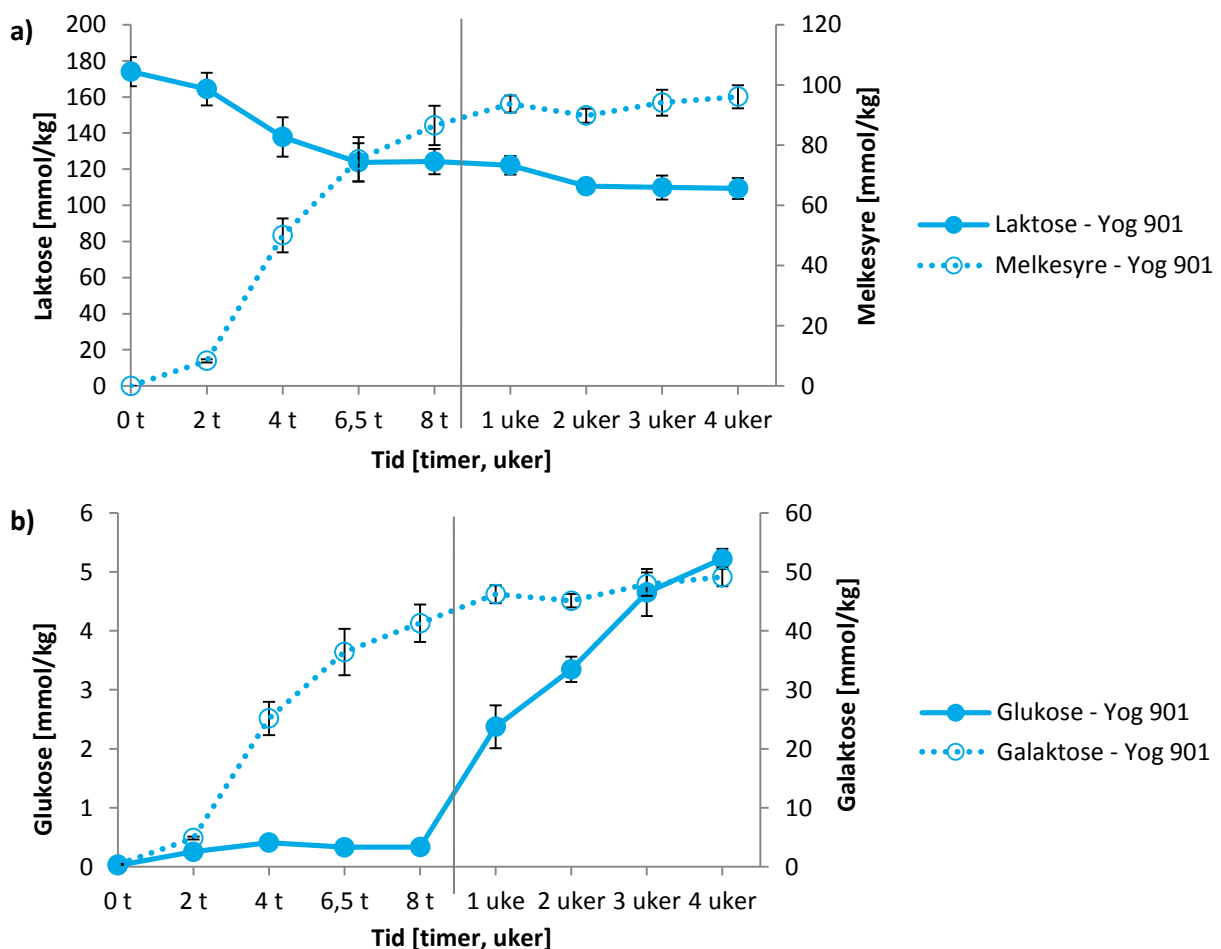 a)
Laktose [mmol/kg]
200
180
160
140
120
100
80
60
40
20
0
120
100
80
60
40
20
0
Melkesyre [mmol/kg]
0 t 2 t 4 t 6,5 t 8 t 1 uke 2 uker 3 uker 4 uker
Tid [timer, uker]
Laktose - Yog 901
Melkesyre - Yog 901
b)
Glukose [mmol/kg]
6
5
4
3
2
1
0
60
50
40
30
20
10
0
Galaktose [mmol/kg]
0 t 2 t 4 t 6,5 t 8 t 1 uke 2 uker 3 uker 4 uker
Tid [timer, uker]
Glukose - Yog 901
Galaktose - Yog 901